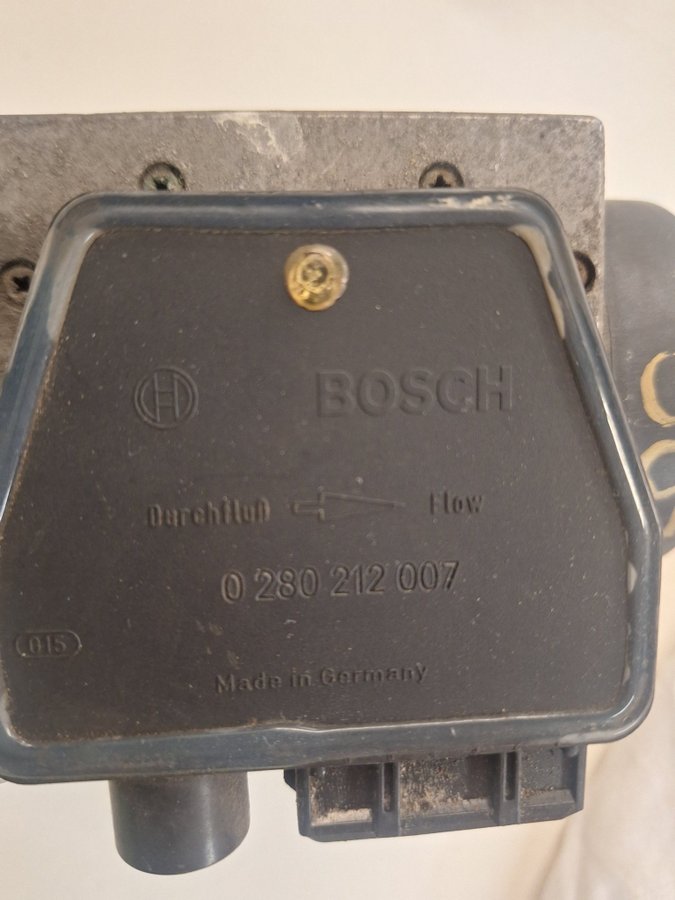 BOSCH
Durchfluß Flow
0 280 212 007
015
Made in Germany